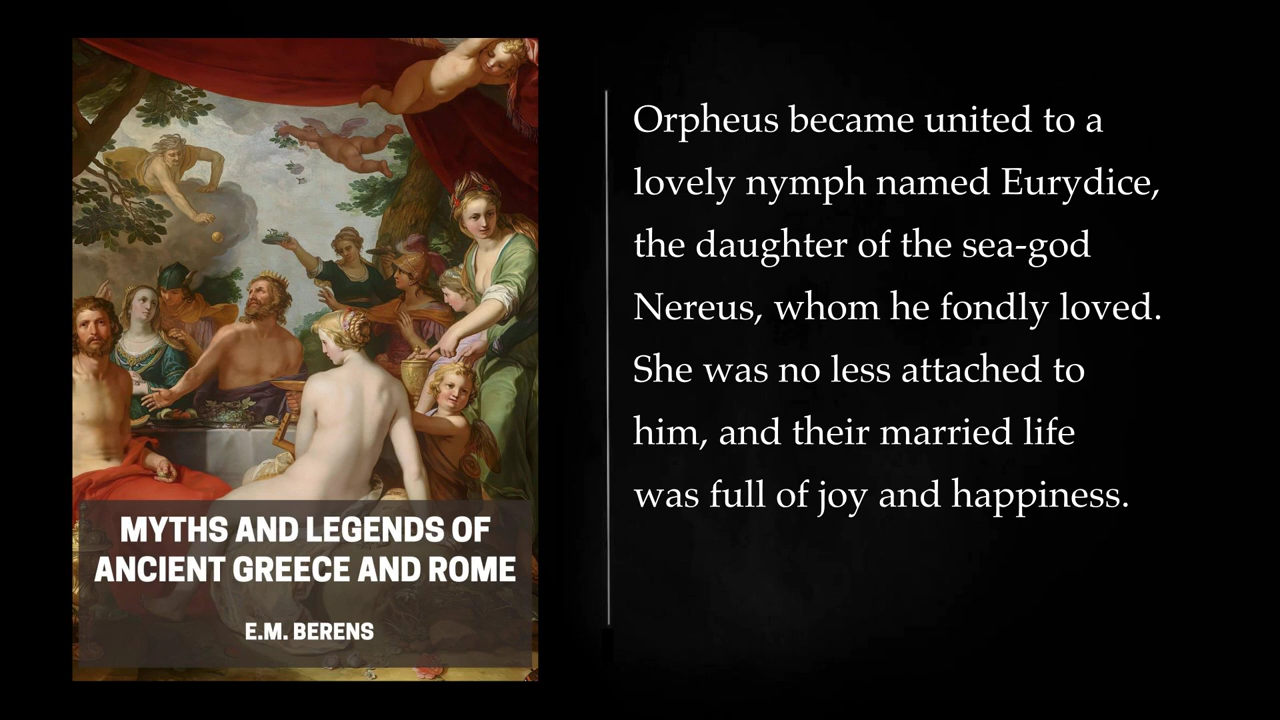 MYTHS AND LEGENDS OF
ANCIENT GREECE AND ROME
E.M. BERENS
Orpheus became united to a
lovely nymph named Eurydice,
the daughter of the sea-god
Nereus, whom he fondly loved.
She was no less attached to
him, and their married life
was full of joy and happiness.